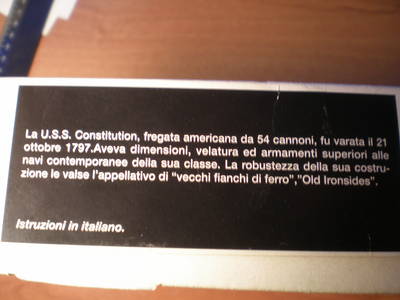 La U.S.S. Constitution, fregata americana da 54 cannoni, fu varata il 21
ottobre 1797.Aveva dimensioni, velatura ed armamenti superiori alle
navi contemporanee della sua classe. La robustezza della sua costru-
zione le valse l'appellativo di "vecchi fianchi di ferro","Old Ironsides".
Istruzioni in italiano.